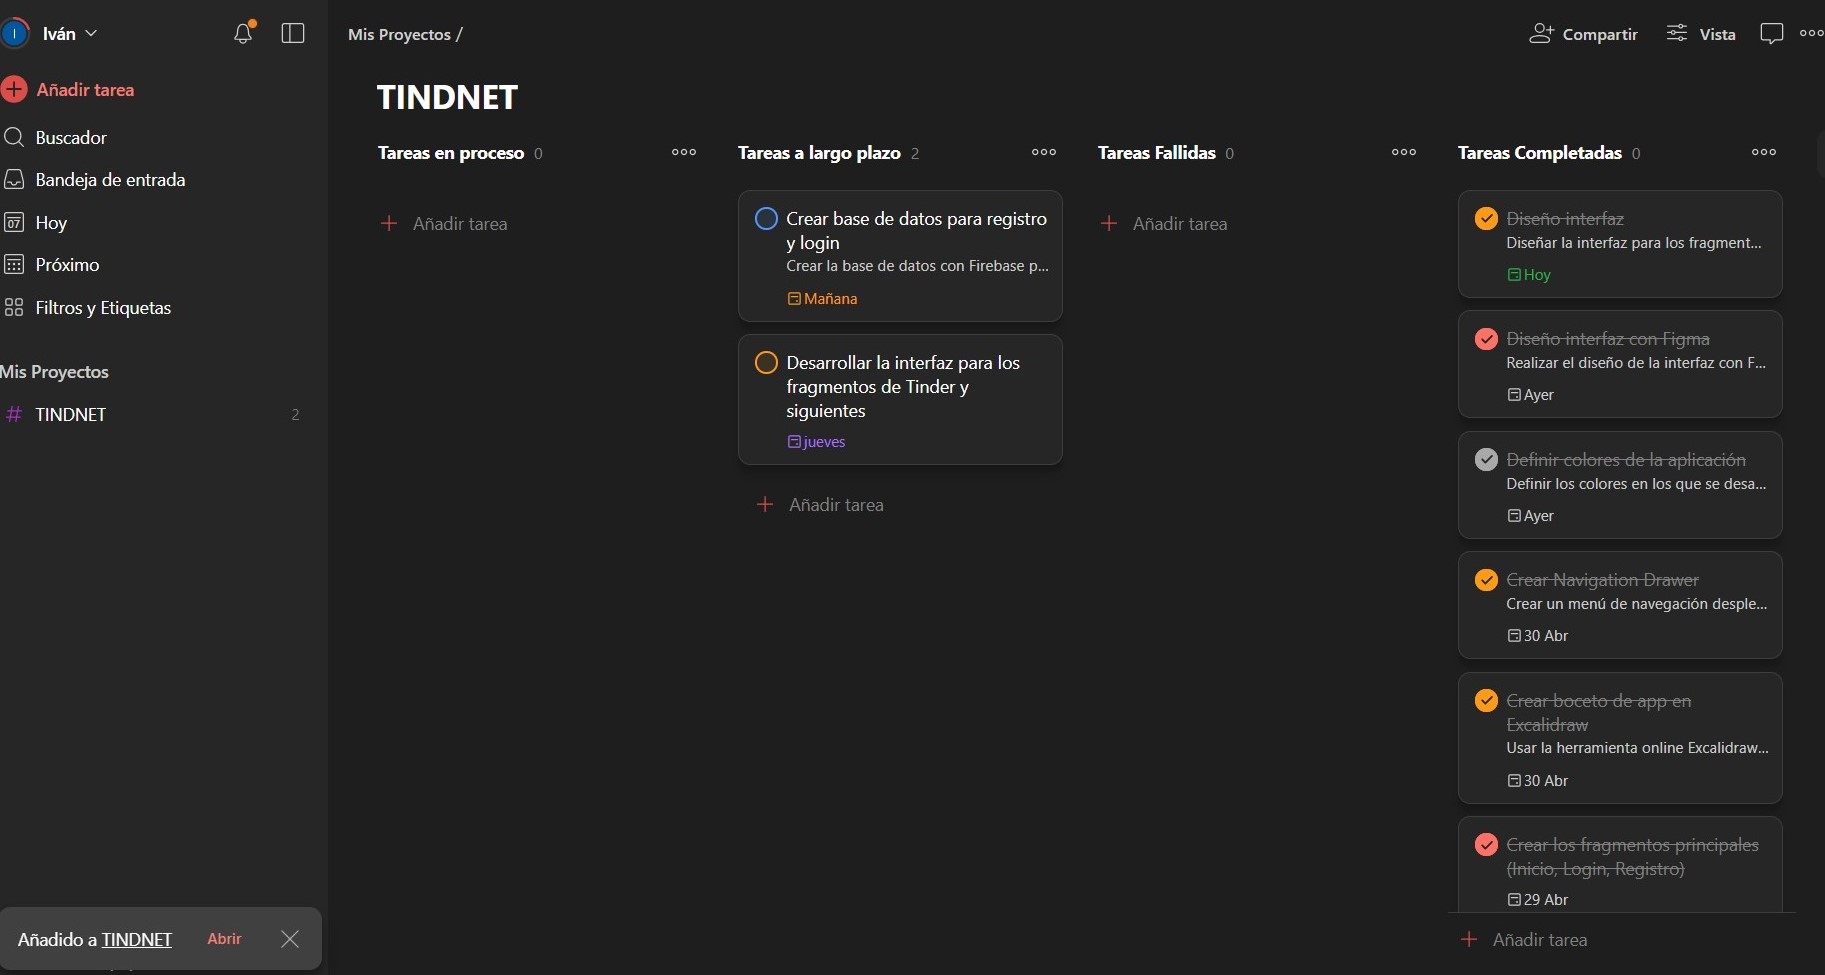 I
Iván
Añadir tarea
Buscador
Bandeja de entrada
07
Hoy
Próximo
Filtros y Etiquetas
Mis Proyectos
# TINDNET 2
Añadido a TINDNET Abrir
Mis Proyectos /
Compartir
Vista
TINDNET
Tareas en proceso 0
Añadir tarea
Tareas a largo plazo 2
Crear base de datos para registro
y login
Crear la base de datos con Firebase p...
Mañana
Desarrollar la interfaz para los
fragmentos de Tinder y
siguientes
jueves
Añadir tarea
Tareas Fallidas 0
Añadir tarea
Tareas Completadas 0
Diseño interfaz
Diseñar la interfaz para los fragment...
Hoy
Diseño interfaz con Figma
Realizar el diseño de la interfaz con F...
Ayer
Definir colores de la aplicación
Definir los colores en los que se desa...
Ayer
Crear Navigation Drawer
Crear un menú de navegación desple...
30 Abr
Crear boceto de app en
Excalidraw
Usar la herramienta online Excalidraw...
30 Abr
Crear los fragmentos principales
(Inicio, Login, Registro)
29 Abr
Añadir tarea